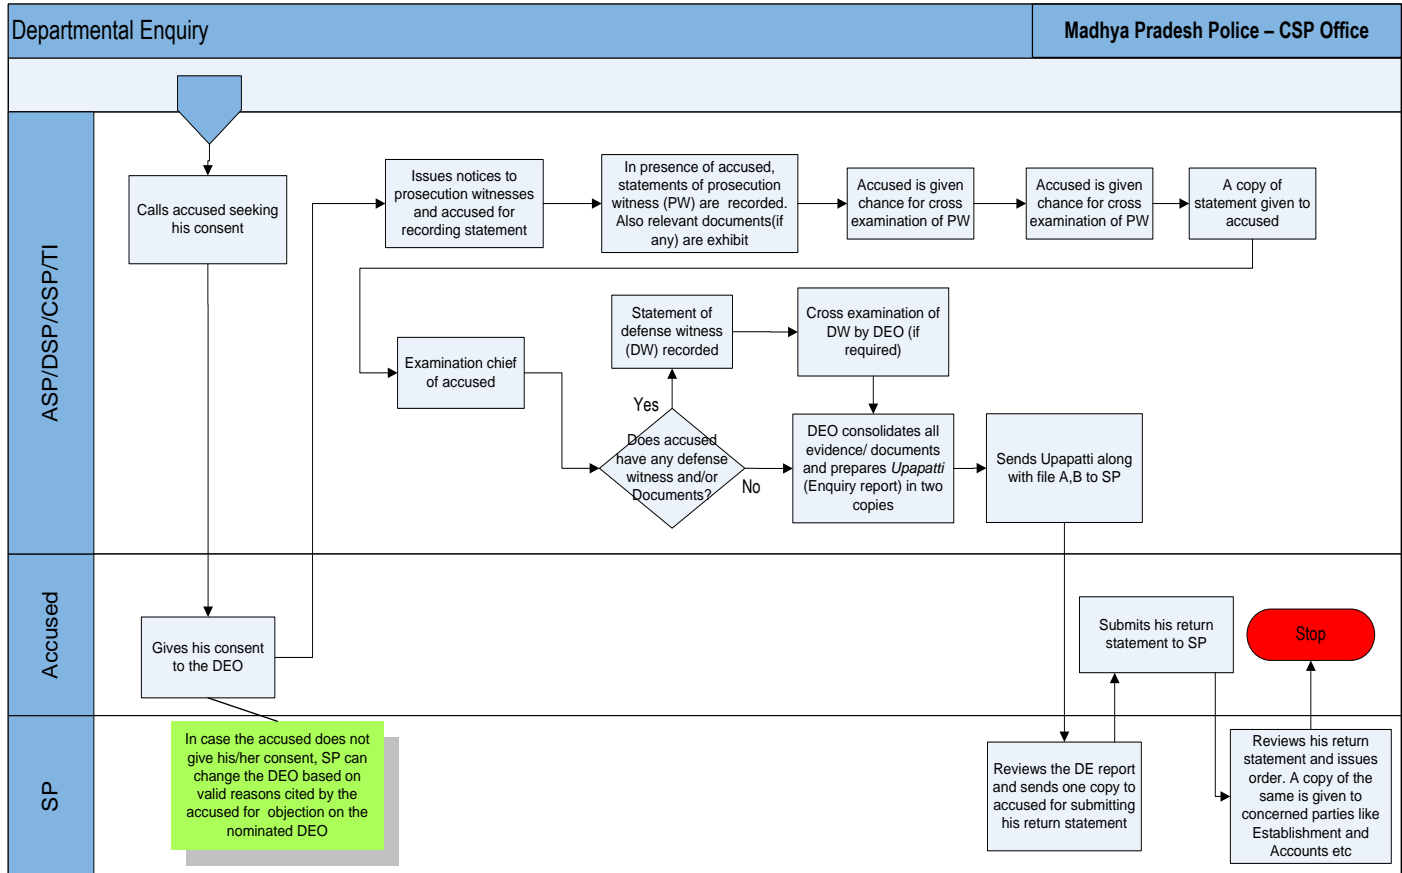 Departmental Enquiry
Madhya Pradesh Police – CSP Office
ASP/DSP/CSP/TI
Calls accused seeking
his consent
Issues notices to
prosecution witnesses
and accused for
recording statement
In presence of accused,
statements of prosecution
witness (PW) are recorded.
Also relevant documents(if
any) are exhibit
Accused is given
chance for cross
examination of PW
Accused is given
chance for cross
examination of PW
A copy of
statement given to
accused
Examination chief
of accused
Statement of
defense witness
(DW) recorded
Cross examination of
DW by DEO (if
required)
Yes
Does accused
have any defense
witness and/or
Documents?
No
DEO consolidates all
evidence/ documents
and prepares Upapatti
(Enquiry report) in two
copies
Sends Upapatti along
with file A,B to SP
Accused
Gives his consent
to the DEO
Submits his return
statement to SP
Stop
SP
In case the accused does not
give his/her consent, SP can
change the DEO based on
valid reasons cited by the
accused for objection on the
nominated DEO
Reviews the DE report
and sends one copy to
accused for submitting
his return statement
Reviews his return
statement and issues
order. A copy of the
same is given to
concerned parties like
Establishment and
Accounts etc